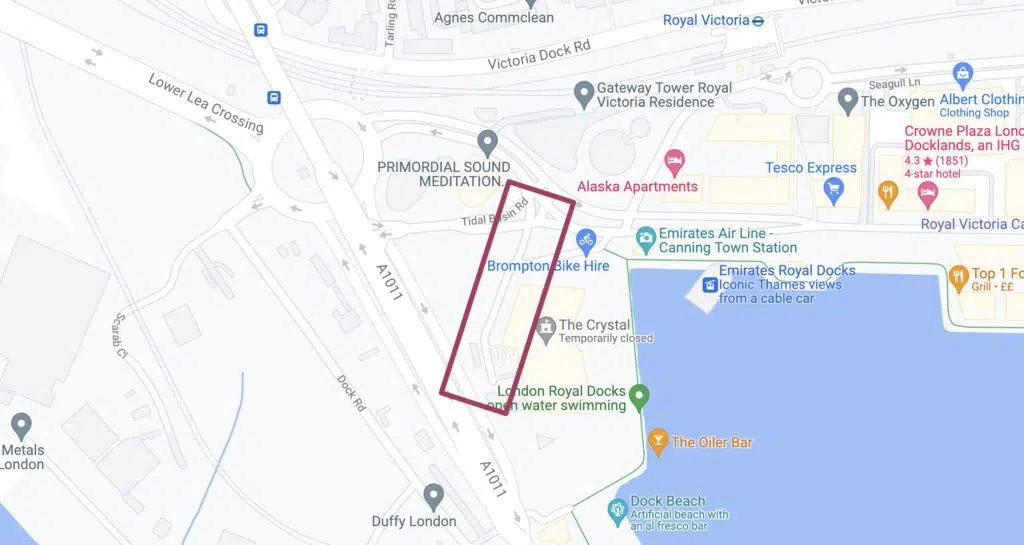 Agnes Commclean
Tarling Ro
Royal Victoria
Victoria
Victoria Dock Rd
Lower Lea Crossing
Gateway Tower Royal
Victoria Residence
Seagull Ln
The Oxygen
Albert Clothin
Clothing Shop
PRIMORDIAL SOUND
MEDITATION...
Crowne Plaza Lond
Docklands, an IHG
4.3 ★ (1851)
4-star hotel
Tesco Express
Alaska Apartments
Tidal Basin Rd
Royal Victoria Ca
Emirates Air Line -
Canning Town Station
Brompton Bike Hire
Emirates Royal Docks
Iconic Thames views
from a cable car
Top 1 Fo
Grill • ££
A1011
Scarab Cl
The Crystal
Temporarily closed
Dock Rd
London Royal Docks
open water swimming
Metals
London
The Oiler Bar
A1011
Duffy London
Dock Beach
Artificial beach with
an al fresco bar